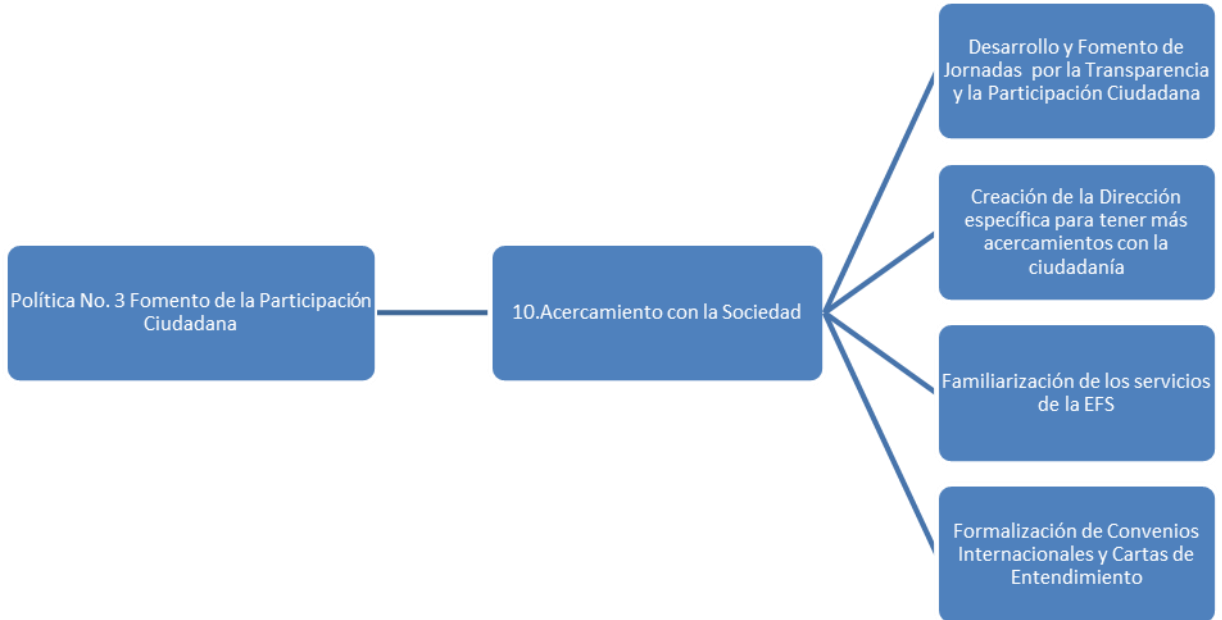 Política No. 3 Fomento de la Participación
Ciudadana
10.Acercamiento con la Sociedad
Desarrollo y Fomento de
Jornadas por la Transparencia
y la Participación Ciudadana
Creación de la Dirección
específica para tener más
acercamientos con la
ciudadanía
Familiarización de los servicios
de la EFS
Formalización de Convenios
Internacionales y Cartas de
Entendimiento